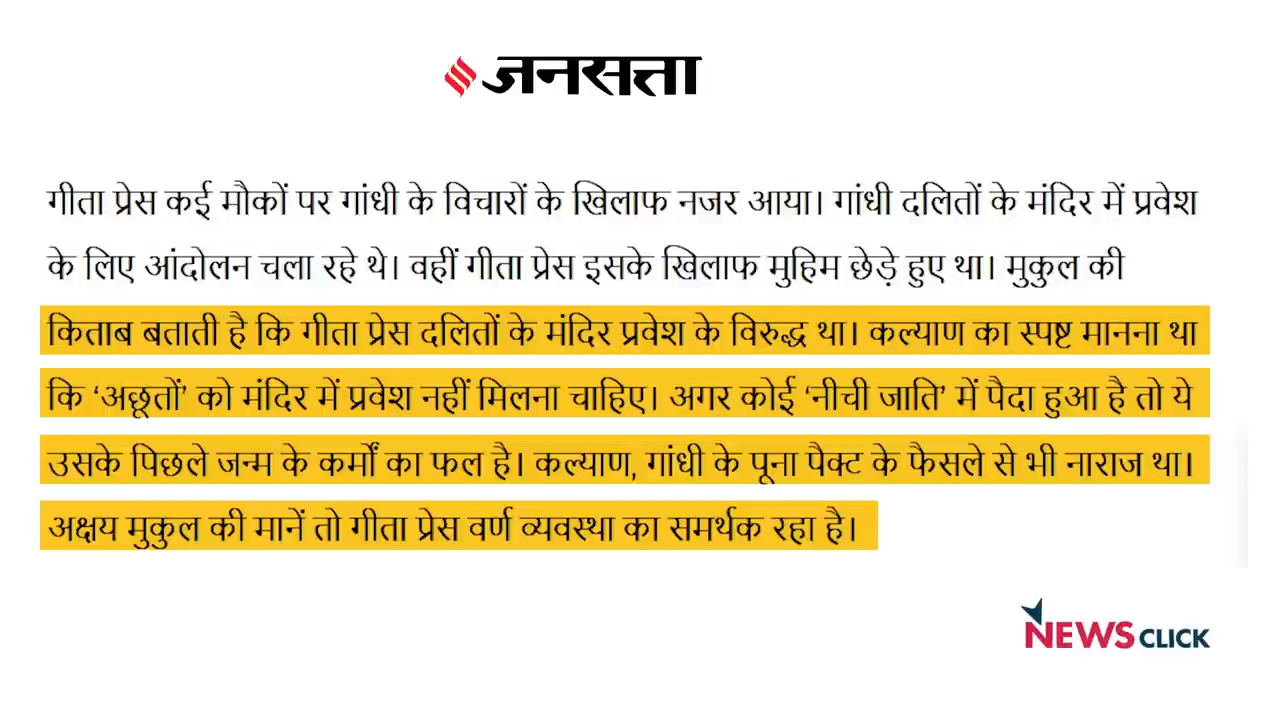 जनसत्ता
गीता प्रेस कई मौकों पर गांधी के विचारों के खिलाफ नजर आया। गांधी दलितों के मंदिर में प्रवेश
के लिए आंदोलन चला रहे थे। वहीं गीता प्रेस इसके खिलाफ मुहिम छेड़े हुए था। मुकुल की
किताब बताती है कि गीता प्रेस दलितों के मंदिर प्रवेश के विरुद्ध था। कल्याण का स्पष्ट मानना था
कि ‘अछूतों’ को मंदिर में प्रवेश नहीं मिलना चाहिए। अगर कोई ‘नीची जाति’ में पैदा हुआ है तो ये
उसके पिछले जन्म के कर्मों का फल है। कल्याण, गांधी के पूना पैक्ट के फैसले से भी नाराज था।
अक्षय मुकुल की मानें तो गीता प्रेस वर्ण व्यवस्था का समर्थक रहा है।
NEWSCLICK